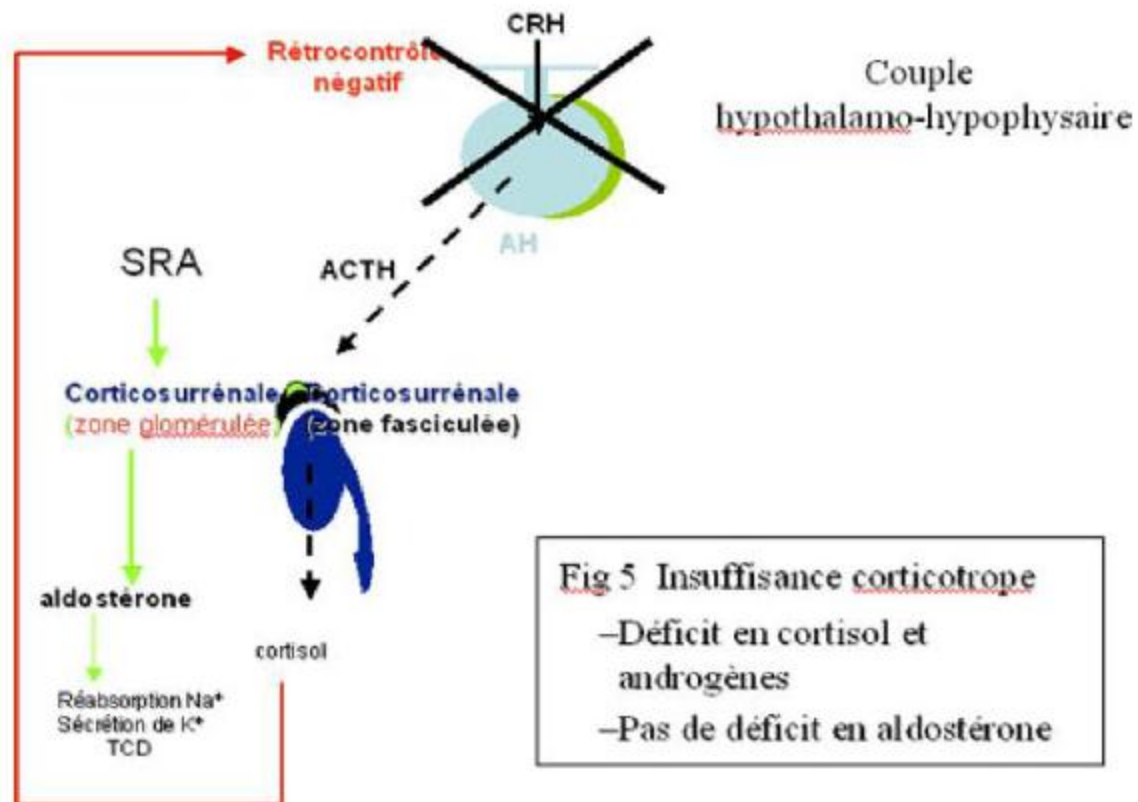 CRH
Rétrocontrôle
négatif
Couple
hypothalamo-hypophysaire
AH
ACTH
SRA
Corticosurrénale
(zone glomérulée)
Corticosurrénale
(zone fasciculée)
aldostérone
cortisol
Réabsorption Na⁺
Sécrétion de K⁺
TCD
Fig 5 Insuffisance corticotrope
–Déficit en cortisol et
androgènes
–Pas de déficit en aldostérone